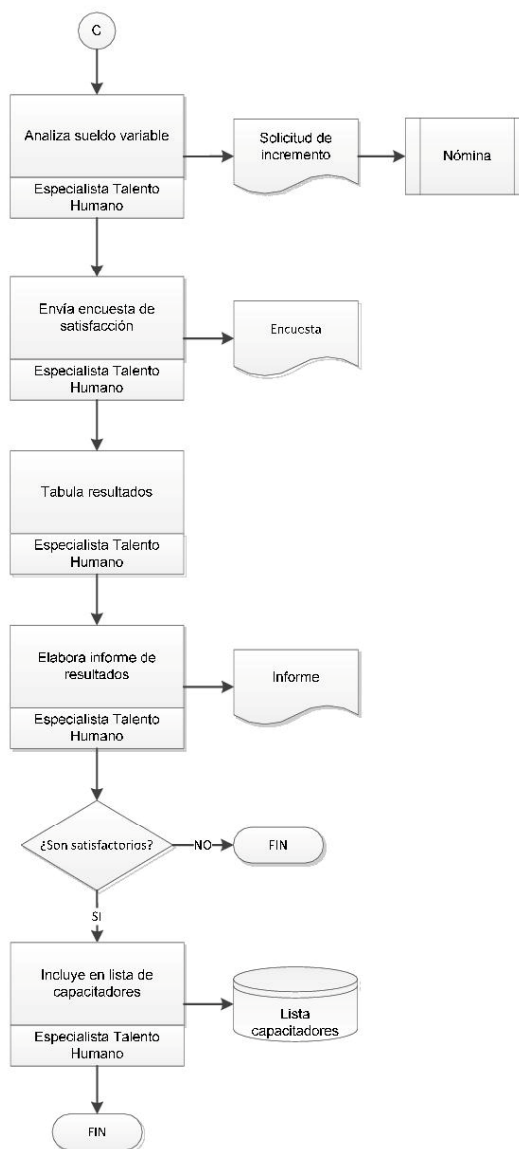 C
Analiza sueldo variable
Especialista Talento
Humano
Solicitud de
incremento
Nómina
Envía encuesta de
satisfacción
Especialista Talento
Humano
Encuesta
Tabula resultados
Especialista Talento
Humano
Elabora informe de
resultados
Especialista Talento
Humano
Informe
¿Son satisfactorios?
NO
FIN
SI
Incluye en lista de
capacitadores
Especialista Talento
Humano
Lista
capacitadores
FIN